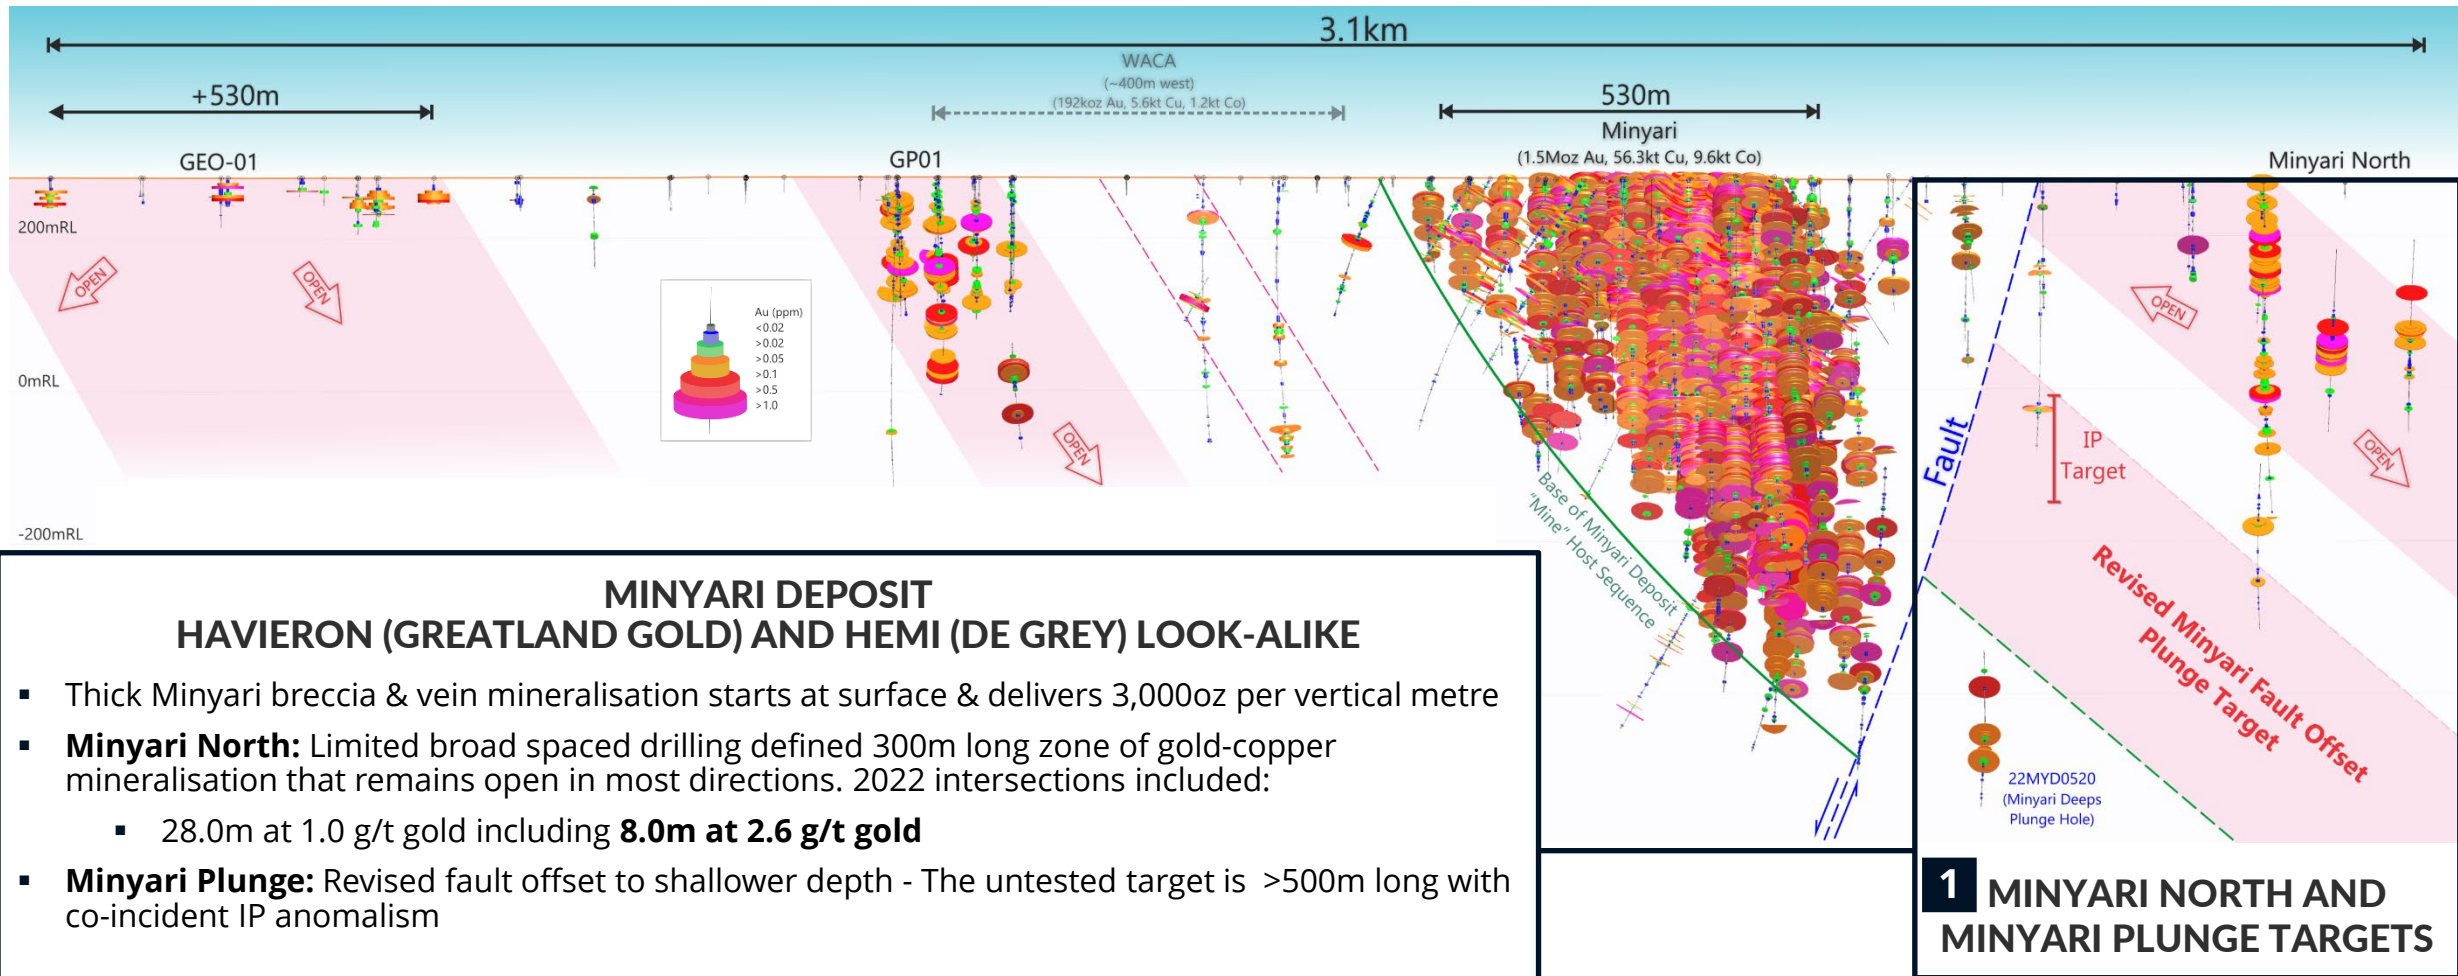 3.1km
WACA
(~400m west)
(192koz Au, 5.6kt Cu, 1.2kt Co)
+530m
530m
Minyari
(1.5Moz Au, 56.3kt Cu, 9.6kt Co)
GEO-01
GP01
Minyari North
200mRL
0mRL
-200mRL
OPEN
OPEN
OPEN
OPEN
OPEN
Au (ppm)
<0.02
>0.02
>0.05
>0.1
>0.5
>1.0
Base of Minyari Deposit
"Mine" Host Sequence
Fault
IP
Target
Revised Minyari Fault Offset
Plunge Target
22MYD0520
(Minyari Deeps
Plunge Hole)
MINYARI DEPOSIT
HAVIERON (GREATLAND GOLD) AND HEMI (DE GREY) LOOK-ALIKE
▪ Thick Minyari breccia & vein mineralisation starts at surface & delivers 3,000oz per vertical metre
▪ Minyari North: Limited broad spaced drilling defined 300m long zone of gold-copper
mineralisation that remains open in most directions. 2022 intersections included:
▪ 28.0m at 1.0 g/t gold including 8.0m at 2.6 g/t gold
▪ Minyari Plunge: Revised fault offset to shallower depth - The untested target is >500m long with
co-incident IP anomalism
1 MINYARI NORTH AND
MINYARI PLUNGE TARGETS